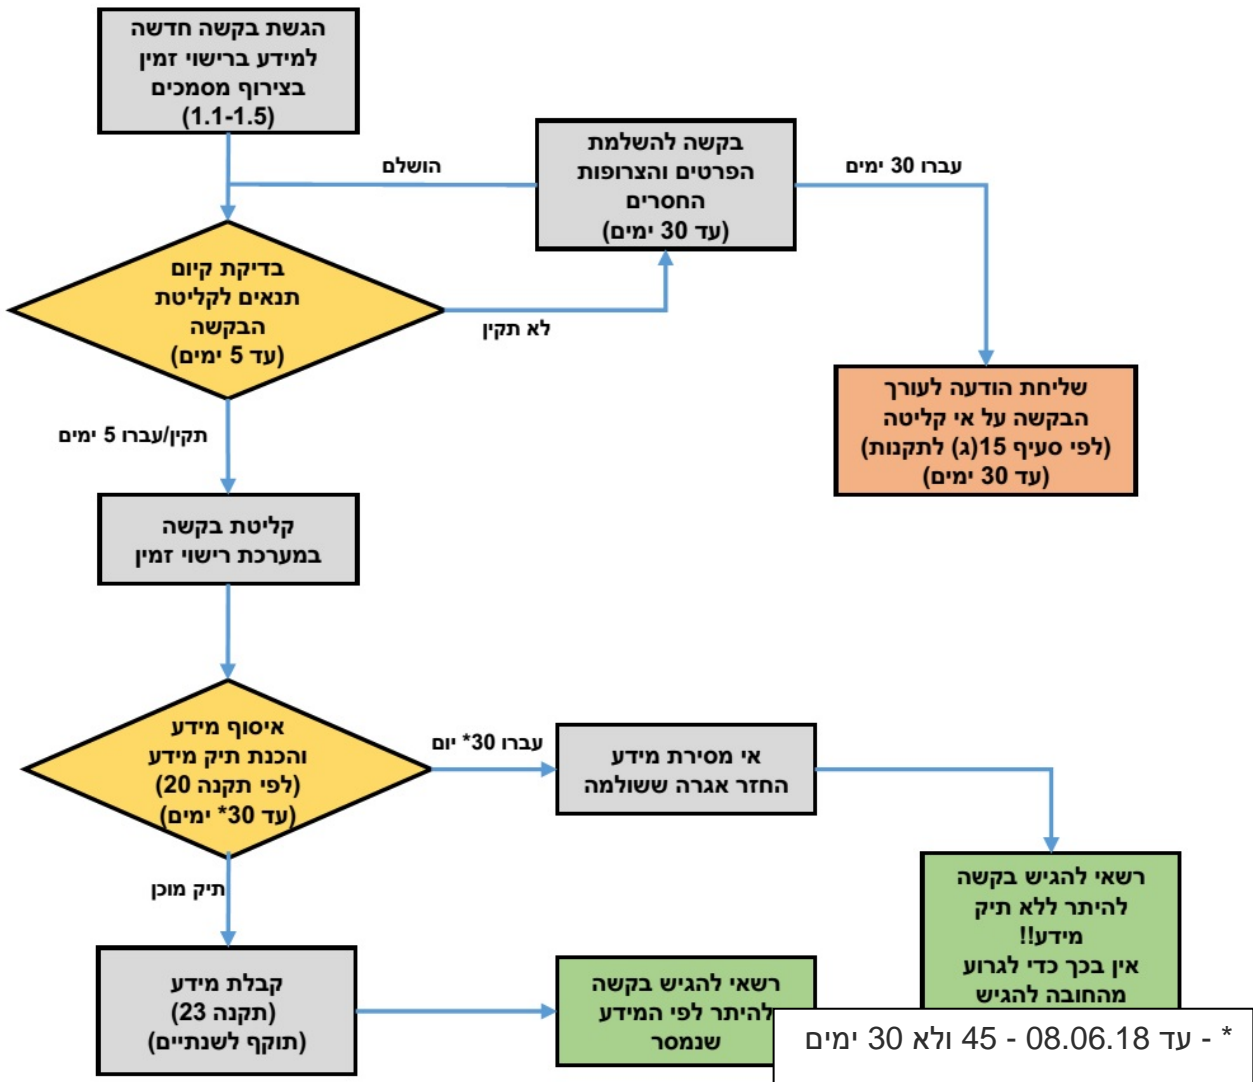 הגשת בקשה חדשה
למידע ברישוי זמין
בצירוף מסמכים
(1.1-1.5)
בקשה להשלמת
הפרטים והצרופות
החסרים
(עד 30 ימים)
הושלם
עברו 30 ימים
בדיקת קיום
תנאים לקליטת
הבקשה
(עד 5 ימים)
לא תקין
שליחת הודעה לעורך
הבקשה על אי קליטה
(לפי סעיף 15(ג) לתקנות)
(עד 30 ימים)
תקין/עברו 5 ימים
קליטת בקשה
במערכת רישוי זמין
איסוף מידע
והכנת תיק מידע
(לפי תקנה 20)
(עד 30* ימים)
עברו 30* יום
אי מסירת מידע
החזר אגרה ששולמה
תיק מוכן
רשאי להגיש בקשה
להיתר ללא תיק
מידע!!
אין בכך כדי לגרוע
מהחובה להגיש
קבלת מידע
(תקנה 23)
(תוקף לשנתיים)
רשאי להגיש בקשה
להיתר לפי המידע
שנמסר
* - עד 08.06.18 - 45 ולא 30 ימים